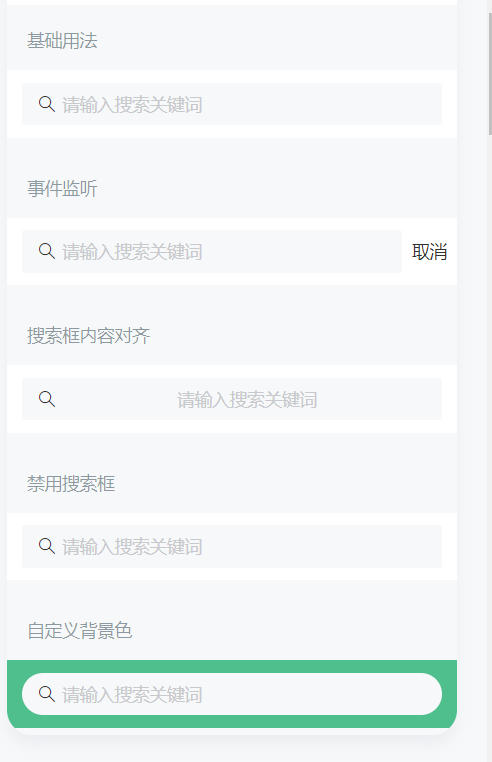 基础用法
请输入搜索关键词
事件监听
请输入搜索关键词 取消
搜索框内容对齐
请输入搜索关键词
禁用搜索框
请输入搜索关键词
自定义背景色
请输入搜索关键词